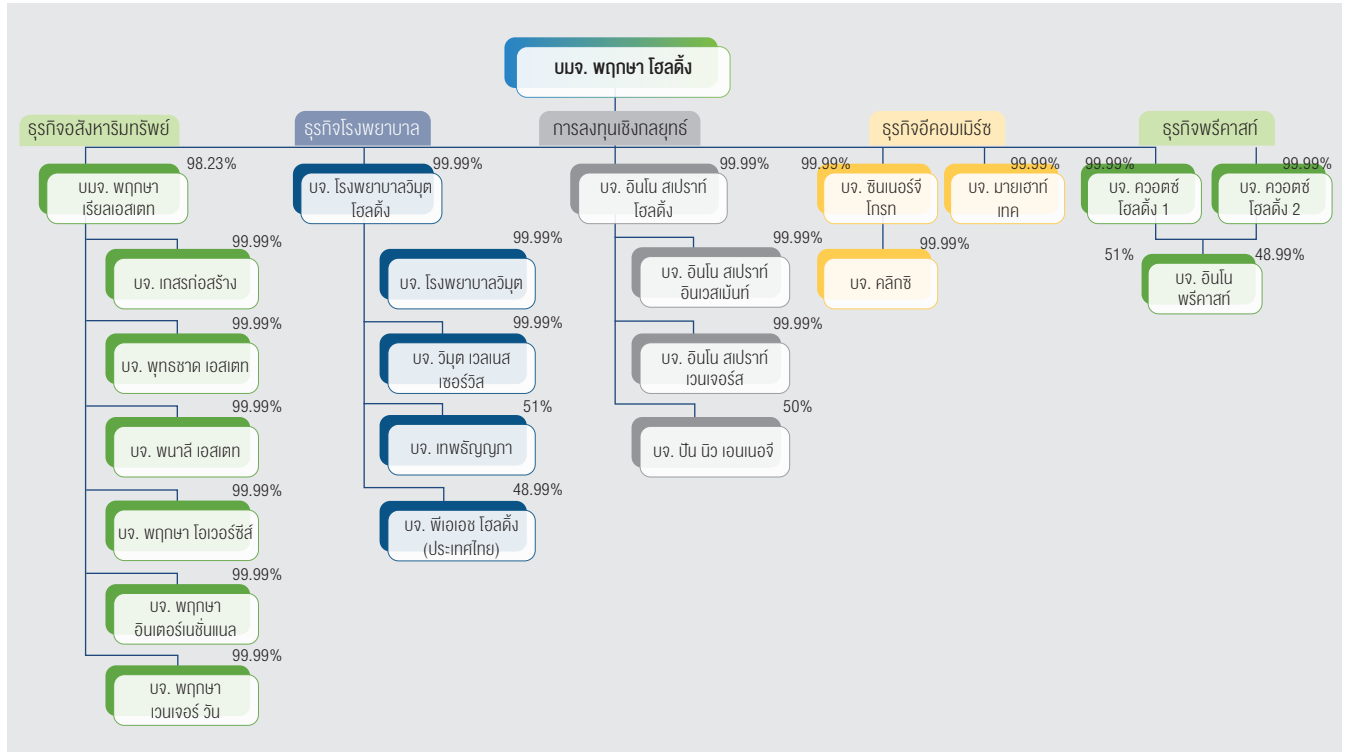 บมจ. พฤกษา โฮลดิ้ง
ธุรกิจอสังหาริมทรัพย์
ธุรกิจโรงพยาบาล
การลงทุนเชิงกลยุทธ์
ธุรกิจอีคอมเมิร์ซ
ธุรกิจพรีคาสท์
98.23%
บมจ. พฤกษา
เรียลเอสเตท
99.99%
บจ. เกสรก่อสร้าง
99.99%
บจ. พุทธชาด เอสเตท
99.99%
บจ. พนาลี เอสเตท
99.99%
บจ. พฤกษา โอเวอร์ซีส์
99.99%
บจ. พฤกษา
อินเตอร์เนชั่นแนล
99.99%
บจ. พฤกษา
เวนเจอร์ วัน
99.99%
บจ. โรงพยาบาลวิมุต
โฮลดิ้ง
99.99%
บจ. โรงพยาบาลวิมุต
99.99%
บจ. วิมุต เวลเนส
เซอร์วิส
51%
บจ. เทพธัญญภา
48.99%
บจ. พีเอเอช โฮลดิ้ง
(ประเทศไทย)
99.99%
บจ. อินโน สเปราท์
โฮลดิ้ง
99.99%
บจ. อินโน สเปราท์
อินเวสเม้นท์
99.99%
บจ. อินโน สเปราท์
เวนเจอร์ส
50%
บจ. ปัน นิว เอนเนอจี
99.99%
บจ. ซินเนอร์จี
โกรท
99.99%
บจ. คลิกซิ
99.99%
บจ. มายเฮาท์
เทค
99.99%
บจ. ควอตซ์
โฮลดิ้ง 1
99.99%
บจ. ควอตซ์
โฮลดิ้ง 2
51%
48.99%
บจ. อินโน
พรีคาสท์